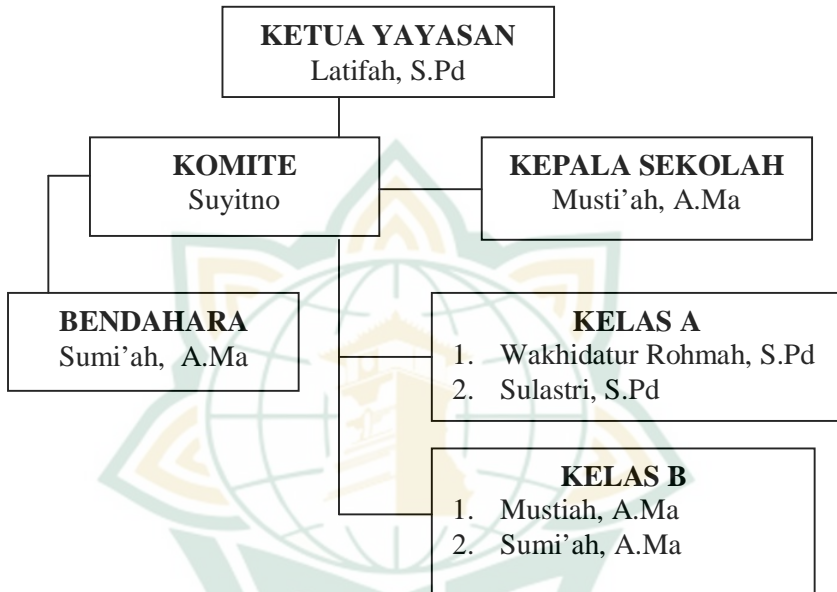 KETUA YAYASAN
Latifah, S.Pd
KOMITE
Suyitno
KEPALA SEKOLAH
Musti’ah, A.Ma
BENDAHARA
Sumi’ah,  A.Ma
KELAS A
1. Wakhidatur Rohmah, S.Pd
2. Sulastri, S.Pd
KELAS B
1. Mustiah, A.Ma
2. Sumi’ah, A.Ma